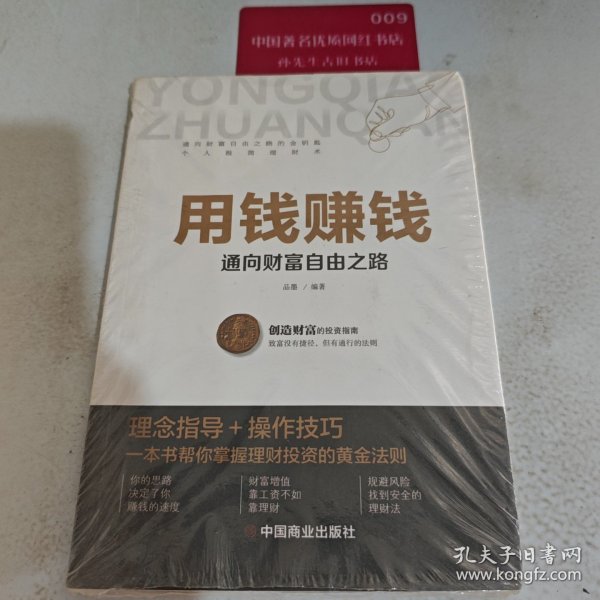 009
中国著名优质网红书店
孙先生古旧书店
YONGQIAN
ZHUANQIAN
通向财富自由之路的金钥匙
个人投资理财术
用钱赚钱
通向财富自由之路
品墨 / 编著
创造财富的投资指南
致富没有捷径，但有通行的法则
理念指导+操作技巧
一本书帮你掌握理财投资的黄金法则
你的思路
决定了你
赚钱的速度
财富增值
靠工资不如
靠理财
规避风险
找到安全的
理财法
中国商业出版社
孔夫子旧书网
www.kongfz.com